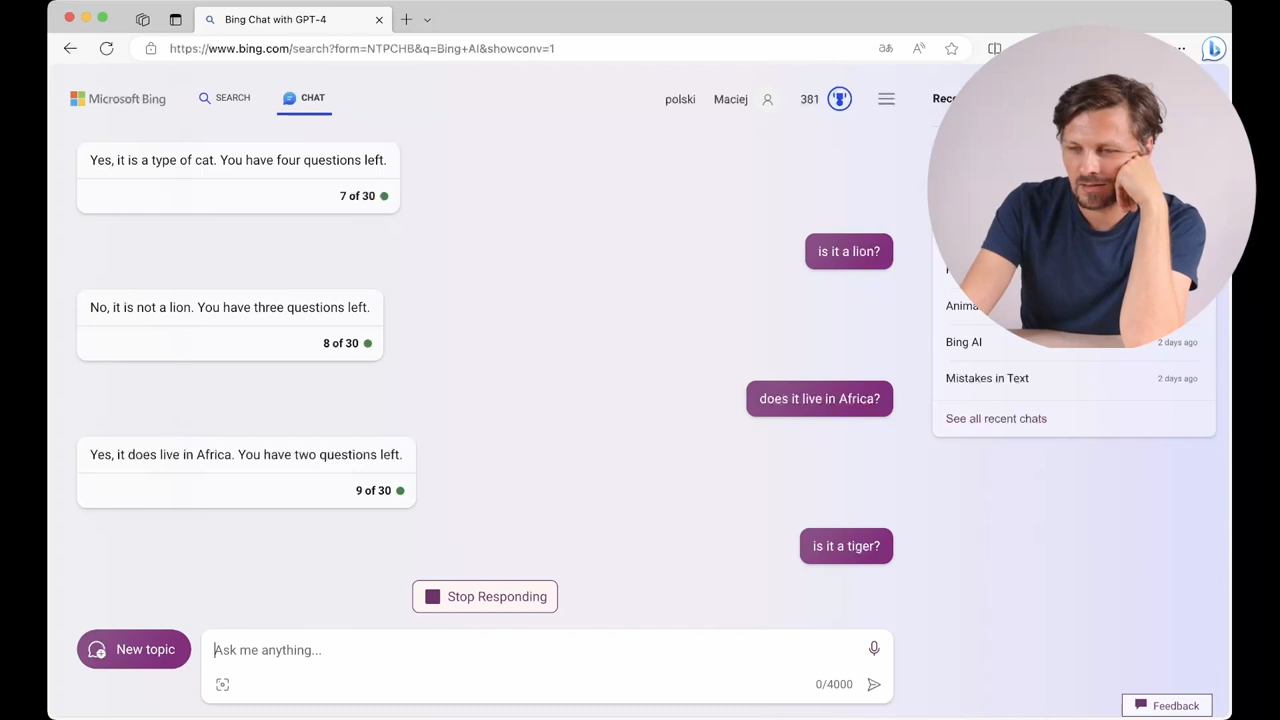 Bing Chat with GPT-4
https://www.bing.com/search?form=NTPCHB&q=Bing+AI&showconv=1
Microsoft Bing
SEARCH
CHAT
polski
Maciej
381
Yes, it is a type of cat. You have four questions left.
7 of 30
is it a lion?
No, it is not a lion. You have three questions left.
8 of 30
does it live in Africa?
Yes, it does live in Africa. You have two questions left.
9 of 30
is it a tiger?
Stop Responding
New topic
Ask me anything...
0/4000
Bing AI
2 days ago
Mistakes in Text
2 days ago
See all recent chats
Feedback